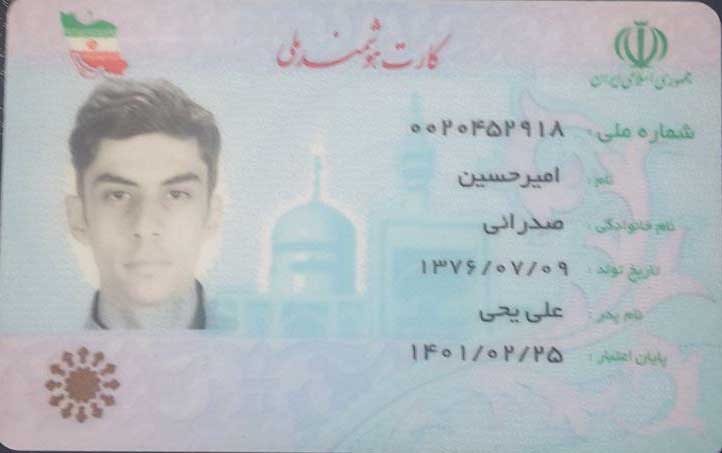 کارت هوشمند ملی
جمهوری اسلامی ایران
شماره ملی: ۰۰۲۰۴۵۲۹۱۸
نام: امیرحسین
نام خانوادگی: صدرائی
تاریخ تولد: ۱۳۷۶/۰۷/۰۹
نام پدر: علی یحی
پایان اعتبار: ۱۴۰۱/۰۲/۲۵